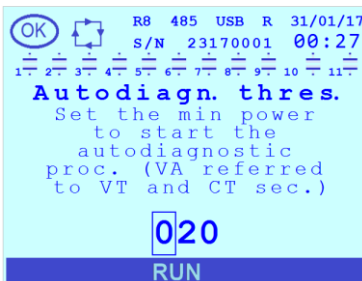 OK R8 485 USB R 31/01/17
S/N 23170001 00:27
1 2 3 4 5 6 7 8 9 10 11
Autodiagn. thres.
Set the min power
to start the
autodiagnostic
proc. (VA referred
to VT and CT sec.)
020
RUN